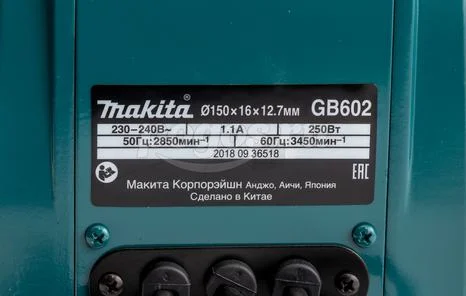 makita® Ø150×16×12.7мм GB602
230-240В~ 1.1А 250Вт
50Гц:2850мин⁻¹ 60Гц:3450мин⁻¹
2018 09 36518
EAC
Макита Корпорэйшн Анджо, Аичи, Япония
Сделано в Китае